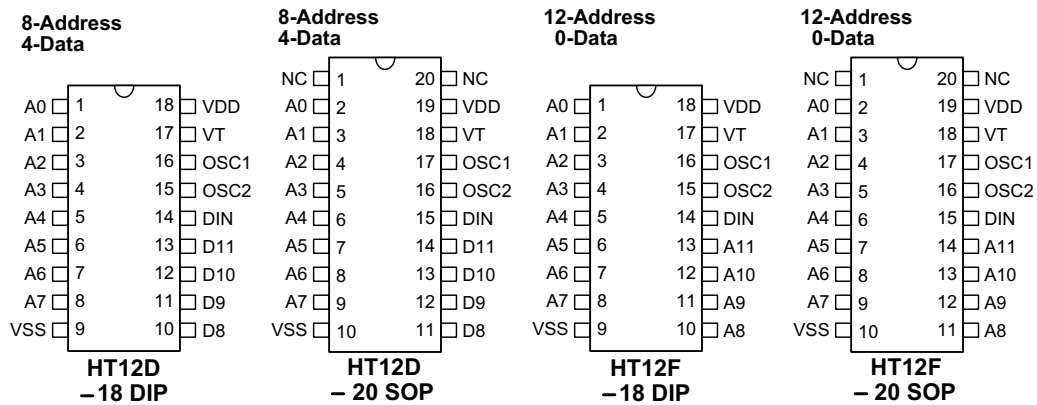 8-Address
4-Data
A0 1 18 VDD
A1 2 17 VT
A2 3 16 OSC1
A3 4 15 OSC2
A4 5 14 DIN
A5 6 13 D11
A6 7 12 D10
A7 8 11 D9
VSS 9 10 D8
HT12D
– 18 DIP
8-Address
4-Data
NC 1 20 NC
A0 2 19 VDD
A1 3 18 VT
A2 4 17 OSC1
A3 5 16 OSC2
A4 6 15 DIN
A5 7 14 D11
A6 8 13 D10
A7 9 12 D9
VSS 10 11 D8
HT12D
– 20 SOP
12-Address
0-Data
A0 1 18 VDD
A1 2 17 VT
A2 3 16 OSC1
A3 4 15 OSC2
A4 5 14 DIN
A5 6 13 A11
A6 7 12 A10
A7 8 11 A9
VSS 9 10 A8
HT12F
– 18 DIP
12-Address
0-Data
NC 1 20 NC
A0 2 19 VDD
A1 3 18 VT
A2 4 17 OSC1
A3 5 16 OSC2
A4 6 15 DIN
A5 7 14 A11
A6 8 13 A10
A7 9 12 A9
VSS 10 11 A8
HT12F
– 20 SOP